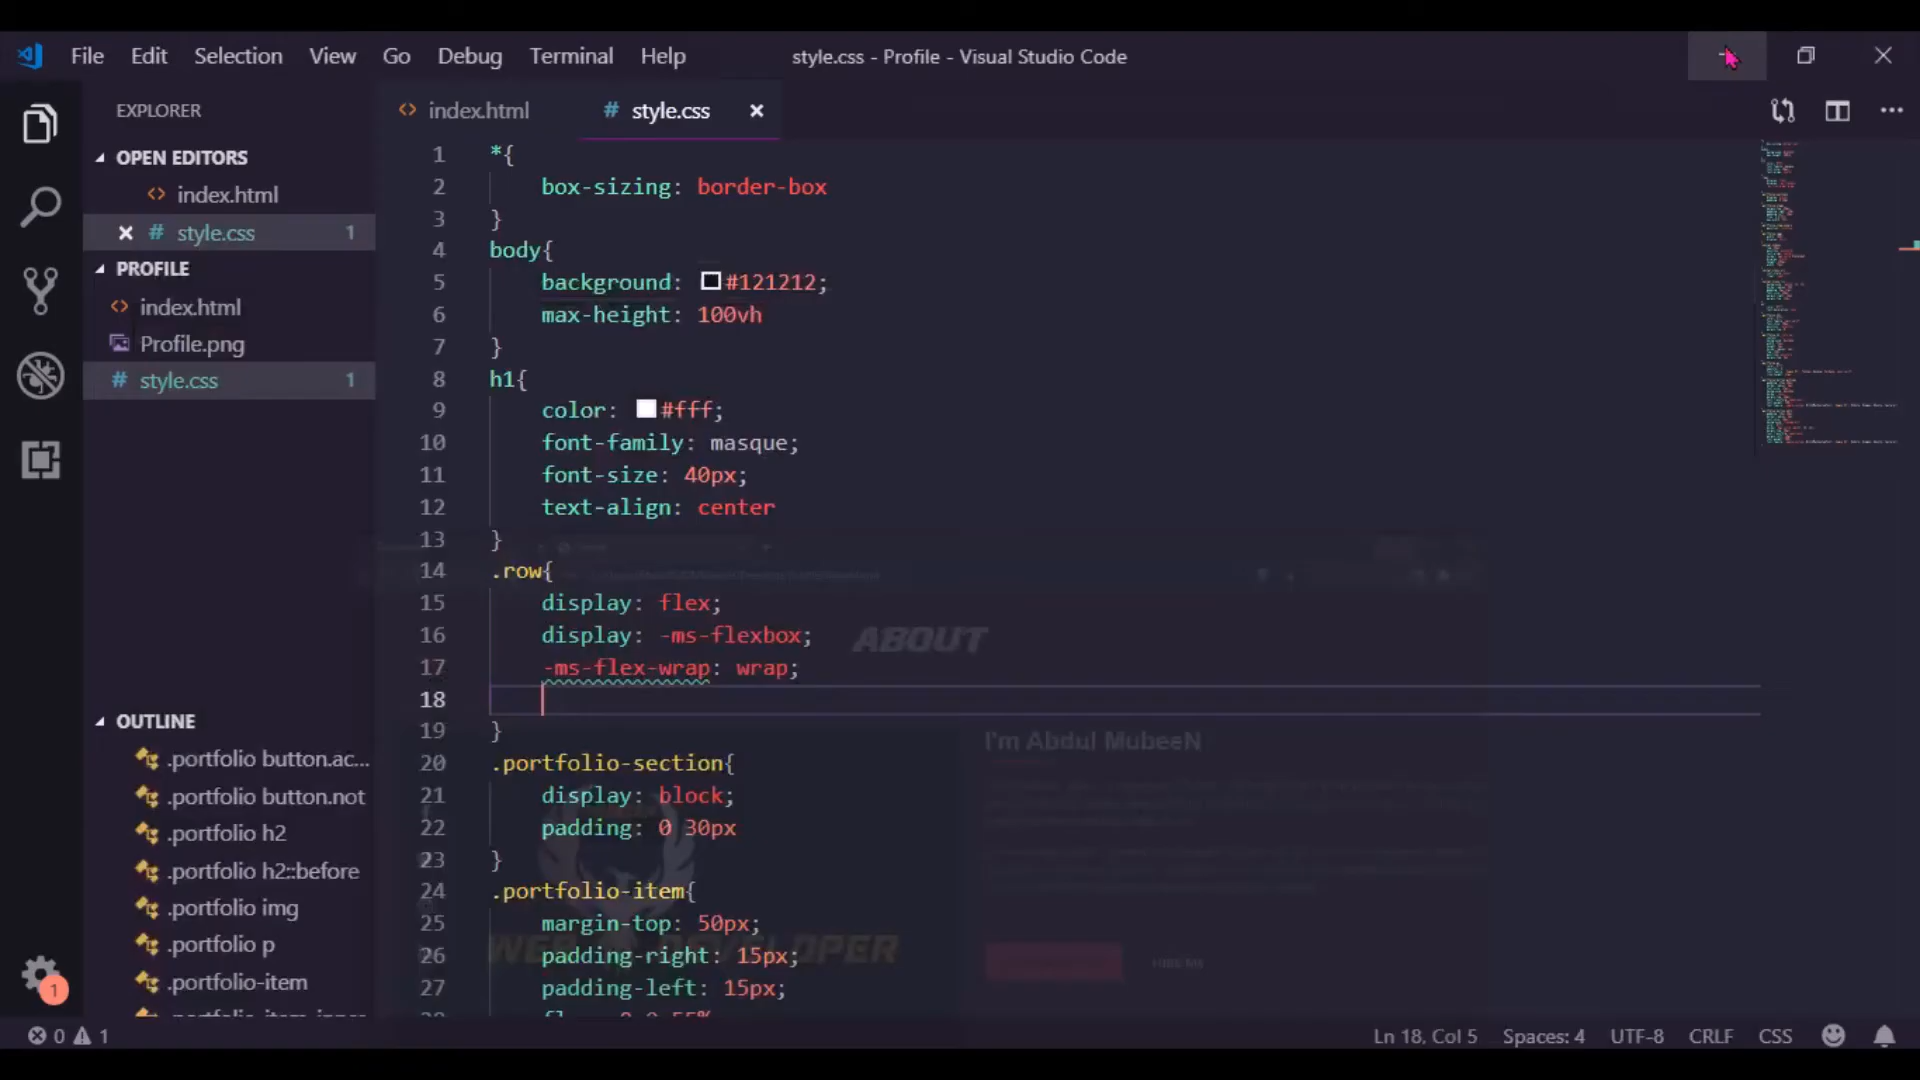 File Edit Selection View Go Debug Terminal Help
style.css - Profile - Visual Studio Code
EXPLORER
OPEN EDITORS
index.html
style.css 1
PROFILE
index.html
Profile.png
style.css 1
OUTLINE
.portfolio button.ac...
.portfolio button.not
.portfolio h2
.portfolio h2::before
.portfolio img
.portfolio p
.portfolio-item
index.html
style.css
1 *{
2 box-sizing: border-box
3 }
4 body{
5 background: #121212;
6 max-height: 100vh
7 }
8 h1{
9 color: #fff;
10 font-family: masque;
11 font-size: 40px;
12 text-align: center
13 }
14 .row{
15 display: flex;
16 display: -ms-flexbox;
17 -ms-flex-wrap: wrap;
18
19 }
20 .portfolio-section{
21 display: block;
22 padding: 0 30px
23 }
24 .portfolio-item{
25 margin-top: 50px;
26 padding-right: 15px;
27 padding-left: 15px;
ABOUT
I'm Abdul MubeeN
WEB DEVELOPER
HIRE ME
0 1
1
Ln 18, Col 5 Spaces: 4 UTF-8 CRLF CSS